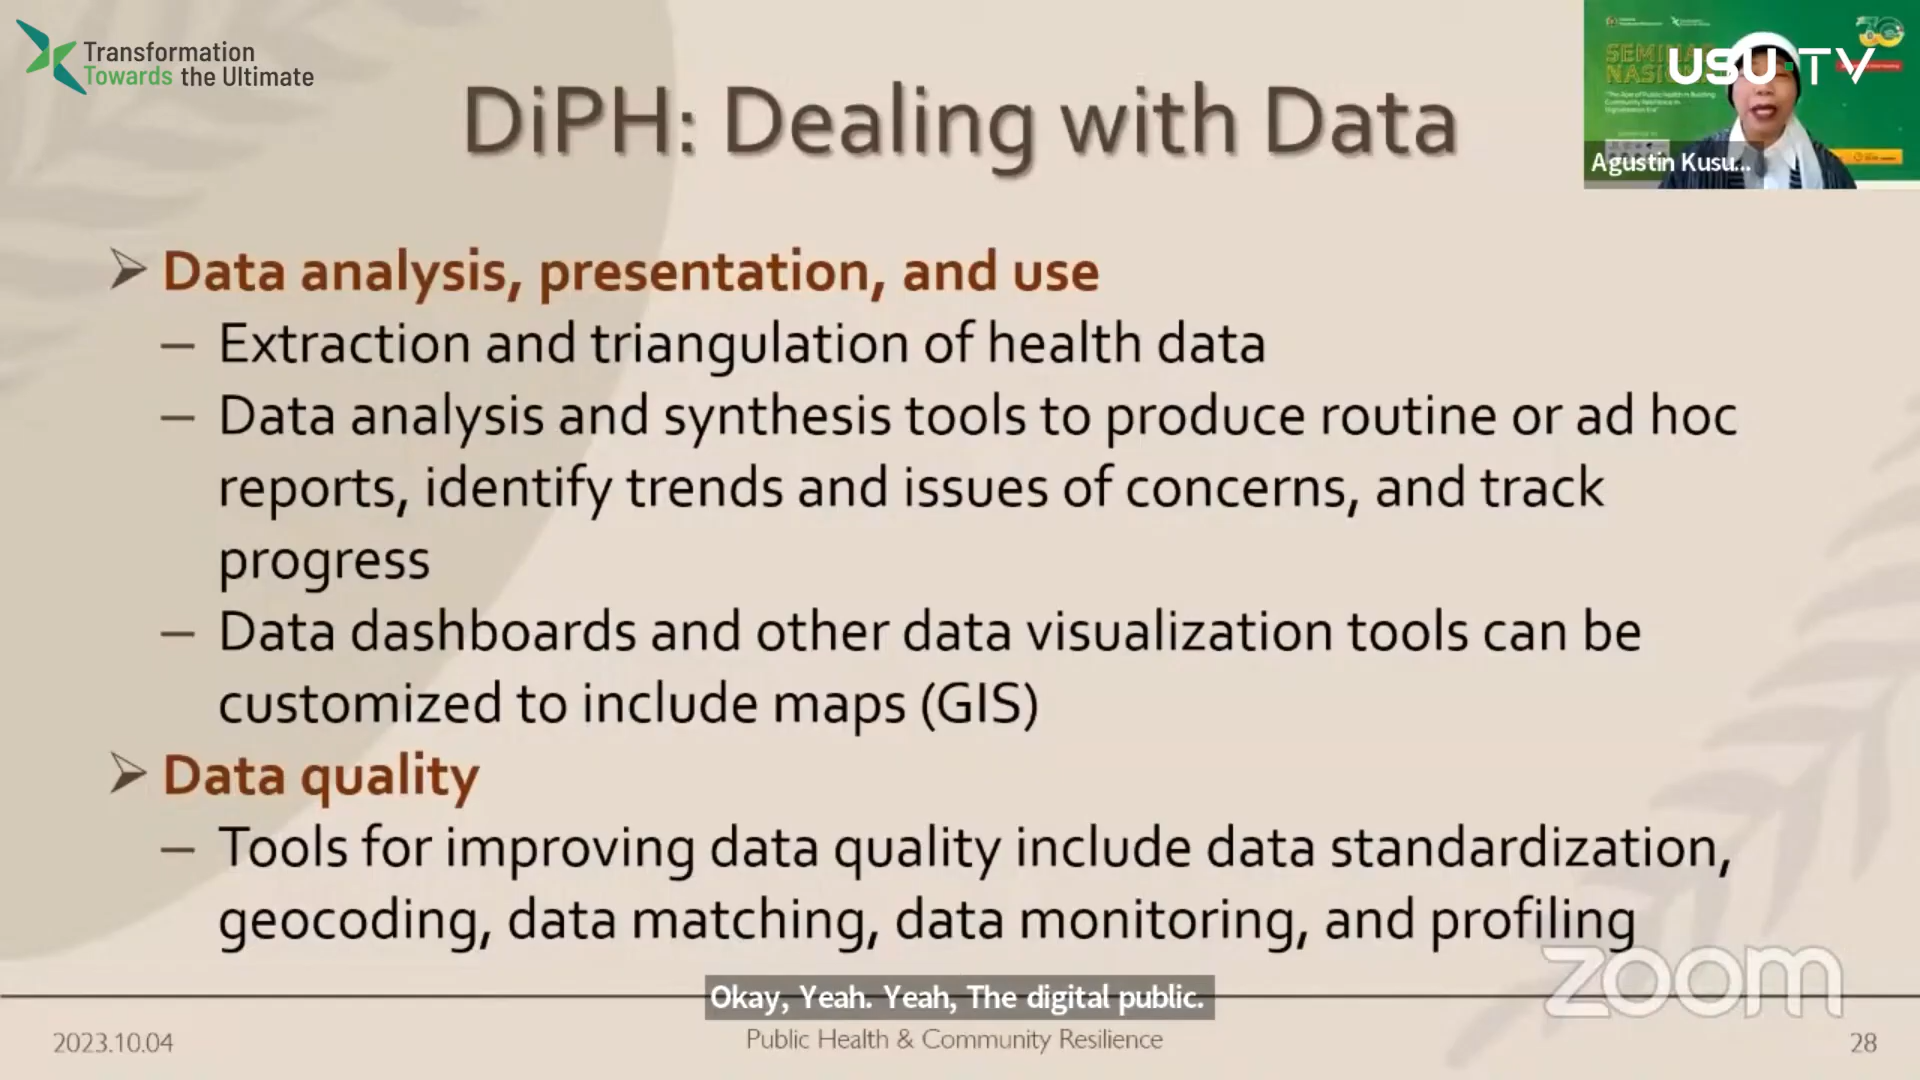 Transformation
Towards the Ultimate
DiPH: Dealing with Data
USU TV
SEMINAR
Agustin Kusu...
Data analysis, presentation, and use
– Extraction and triangulation of health data
– Data analysis and synthesis tools to produce routine or ad hoc
reports, identify trends and issues of concerns, and track
progress
– Data dashboards and other data visualization tools can be
customized to include maps (GIS)
Data quality
– Tools for improving data quality include data standardization,
geocoding, data matching, data monitoring, and profiling
zoom
Okay, Yeah. Yeah, The digital public.
2023.10.04
Public Health & Community Resilience
28